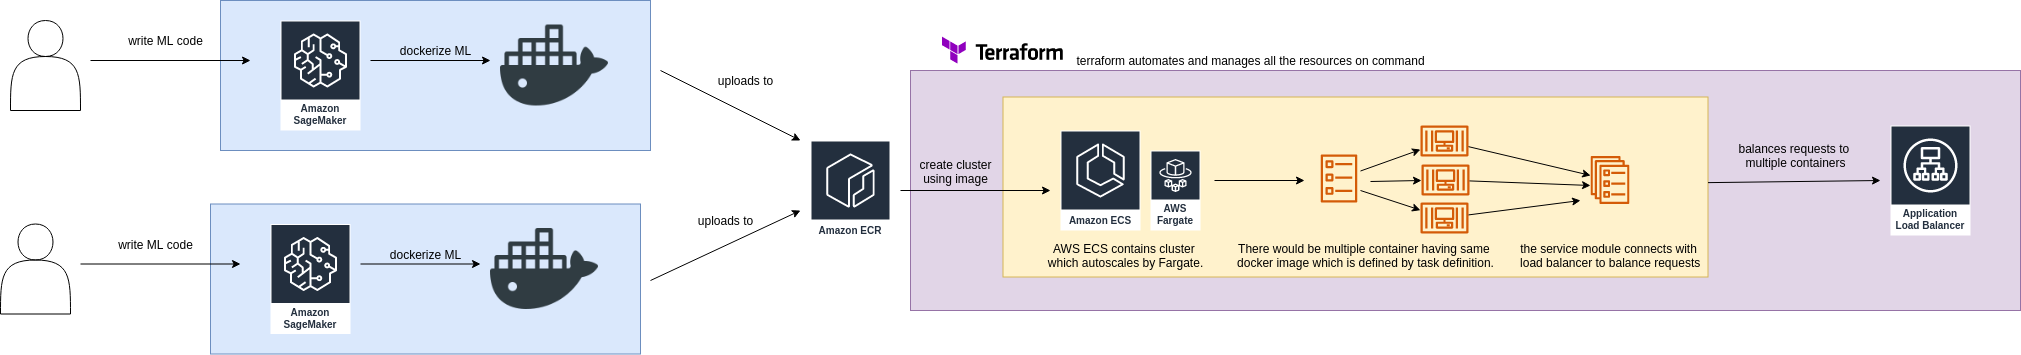 write ML code
Amazon
SageMaker
dockerize ML
uploads to
write ML code
Amazon
SageMaker
dockerize ML
uploads to
Amazon ECR
Terraform
terraform automates and manages all the resources on command
create cluster
using image
Amazon ECS
AWS
Fargate
AWS ECS contains cluster
which autoscales by Fargate.
There would be multiple container having same
docker image which is defined by task definition.
the service module connects with
load balancer to balance requests
balances requests to
multiple containers
Application
Load Balancer